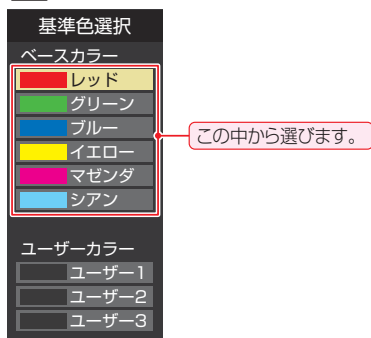 基準色選択
ベースカラー
レッド
グリーン
ブルー
イエロー
マゼンダ
シアン
この中から選びます。
ユーザーカラー
ユーザー1
ユーザー2
ユーザー3